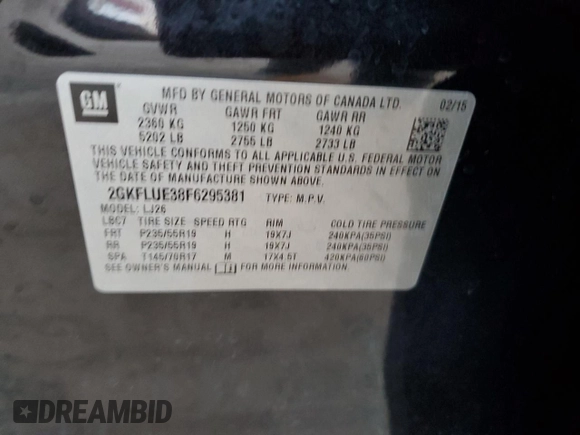 GM
MFD BY GENERAL MOTORS OF CANADA LTD.
02/15
GVWR GAWR FRT GAWR RR
2360 KG 1250 KG 1240 KG
5202 LB 2755 LB 2733 LB
THIS VEHICLE CONFORMS TO ALL APPLICABLE U.S. FEDERAL MOTOR
VEHICLE SAFETY AND THEFT PREVENTION STANDARDS IN EFFECT ON
THE DATE OF MANUFACTURE SHOWN ABOVE.
2GKFLUE38F6295381 TYPE: M.P.V.
MODEL: LJ26
LBC7 TIRE SIZE SPEED RTG RIM COLD TIRE PRESSURE
FRT P235/55R19 H 19X7J 240KPA(35PSI)
RR P235/55R19 H 19X7J 240KPA(35PSI)
SPA T145/70R17 M 17X4.5T 420KPA(60PSI)
SEE OWNER'S MANUAL FOR MORE INFORMATION.
DREAMBID